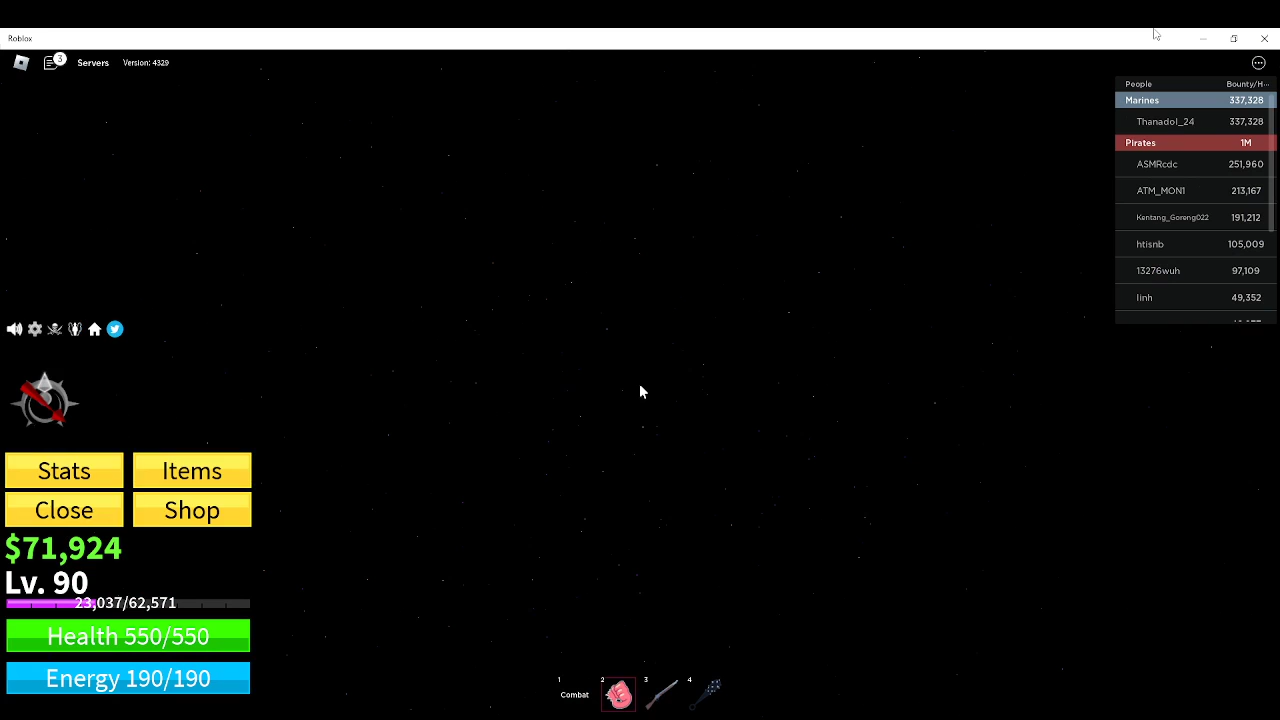 Roblox
3
Servers
Version: 4329
People Bounty/H...
Marines 337,328
Thanadol_24 337,328
Pirates 1M
ASMRcdc 251,960
ATM_MON1 213,167
Kentang_Goreng022 191,212
htisnb 105,009
13276wuh 97,109
linh 49,352
Stats Items
Close Shop
$71,924
Lv. 90
23,037/62,571
Health 550/550
Energy 190/190
1 2 3 4
Combat